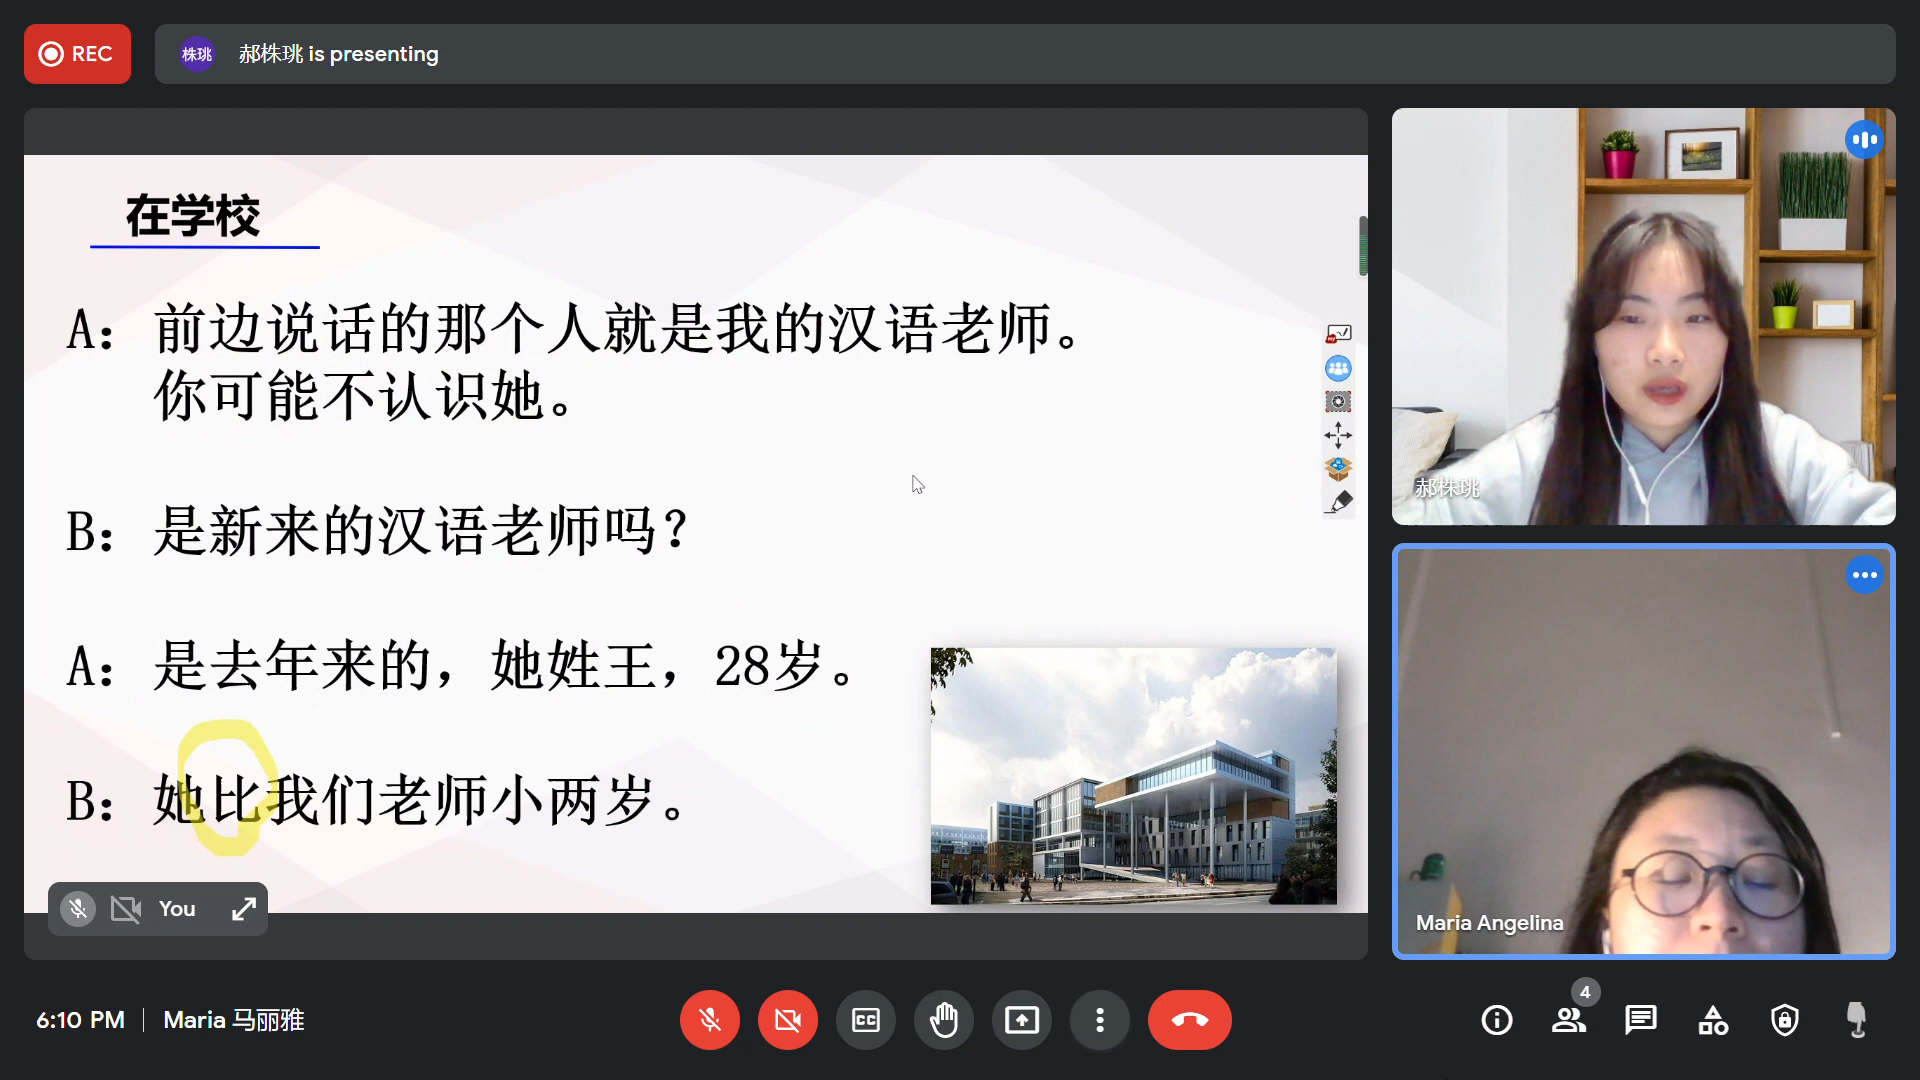 REC
株珧
郝株珧 is presenting
在学校
A：前边说话的那个人就是我的汉语老师。
你可能不认识她。
B：是新来的汉语老师吗？
A：是去年来的，她姓王，28岁。
B：她比我们老师小两岁。
You
郝株珧
Maria Angelina
6:10 PM
Maria 马丽雅
CC
4